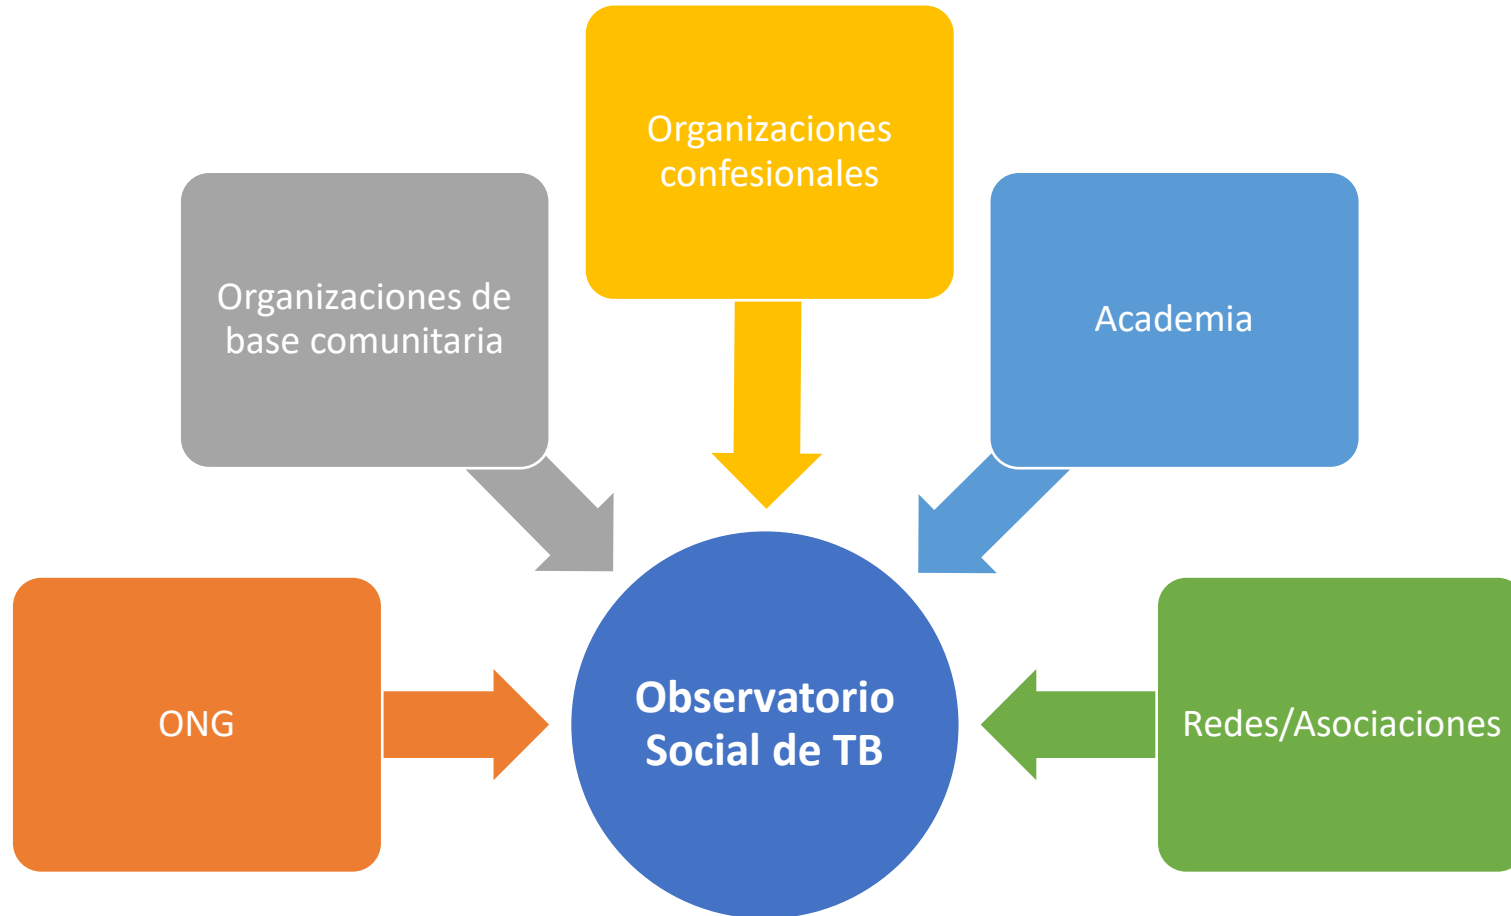 Organizaciones
confesionales
Organizaciones de
base comunitaria
Academia
ONG
Observatorio
Social de TB
Redes/Asociaciones